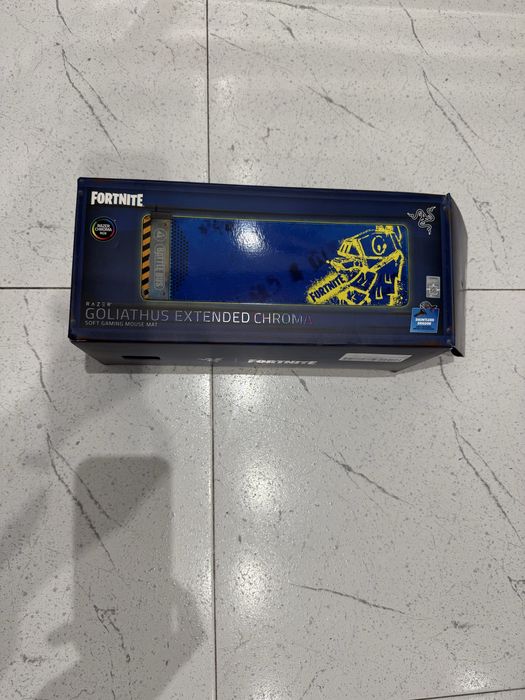 FORTNITE
RAZER
CHROMA
RGB
FORTNITE
RAZER
GOLIATHUS EXTENDED CHROMA
SOFT GAMING MOUSE MAT
FORTNITE